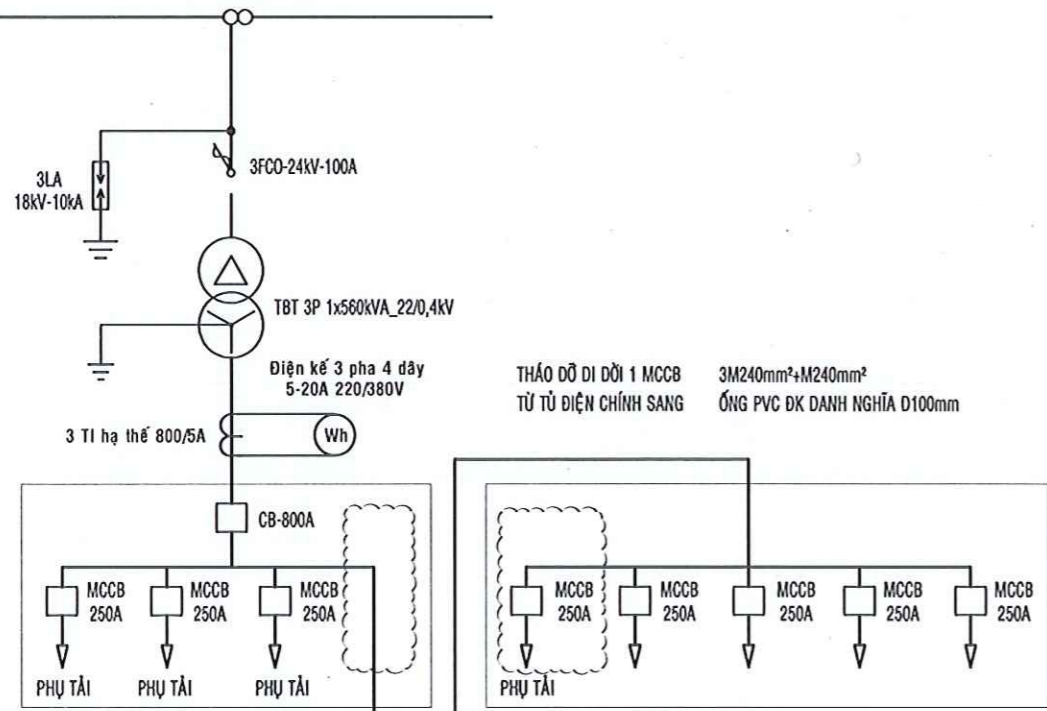 3FCO-24kV-100A
3LA
18kV-10kA
TBT 3P 1x560kVA_22/0,4kV
Điện kế 3 pha 4 dây
5-20A 220/380V
3 TI hạ thế 800/5A
Wh
THÁO DỠ DI DỜI 1 MCCB
TỪ TỦ ĐIỆN CHÍNH SANG
3M240mm²+M240mm²
ỐNG PVC ĐK DANH NGHĨA D100mm
CB-800A
MCCB
250A
MCCB
250A
MCCB
250A
PHỤ TẢI
PHỤ TẢI
PHỤ TẢI
MCCB
250A
MCCB
250A
MCCB
250A
MCCB
250A
MCCB
250A
PHỤ TẢI